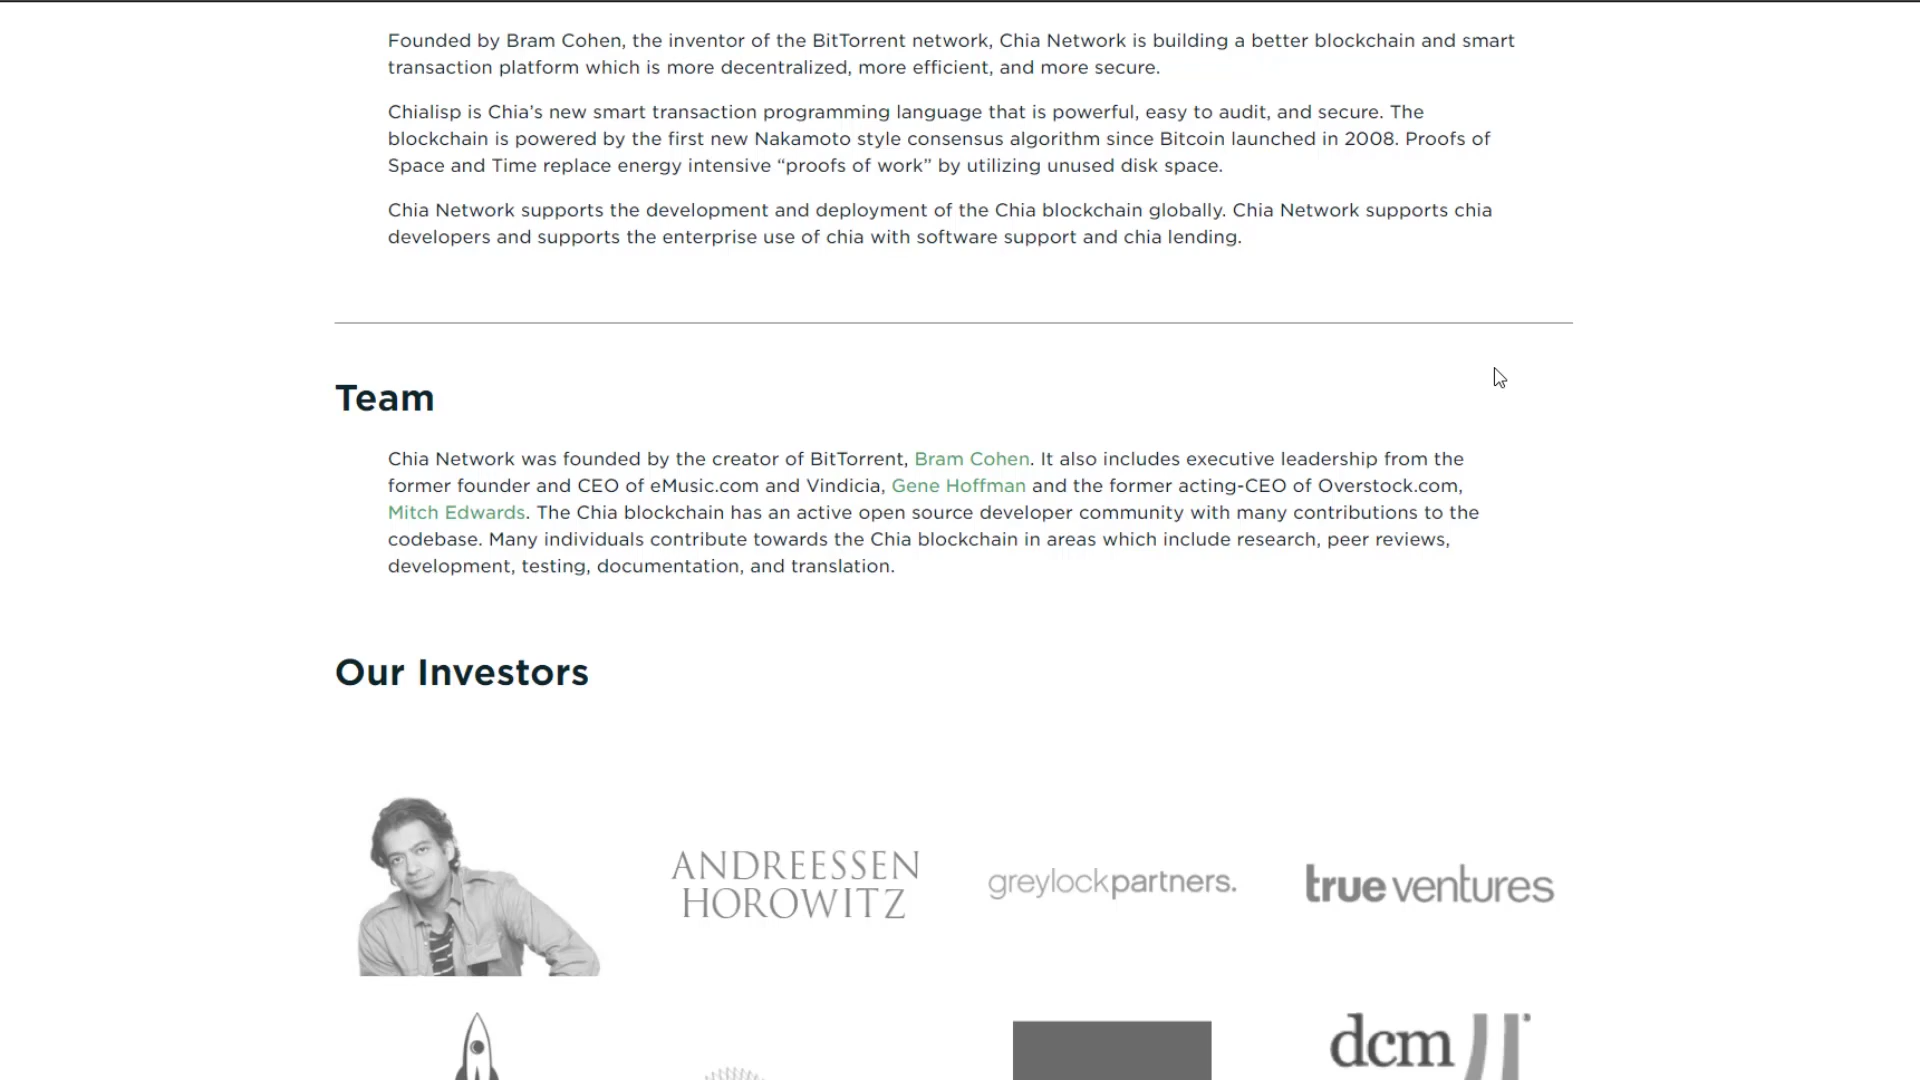 Founded by Bram Cohen, the inventor of the BitTorrent network, Chia Network is building a better blockchain and smart
transaction platform which is more decentralized, more efficient, and more secure.
Chialisp is Chia’s new smart transaction programming language that is powerful, easy to audit, and secure. The
blockchain is powered by the first new Nakamoto style consensus algorithm since Bitcoin launched in 2008. Proofs of
Space and Time replace energy intensive “proofs of work” by utilizing unused disk space.
Chia Network supports the development and deployment of the Chia blockchain globally. Chia Network supports chia
developers and supports the enterprise use of chia with software support and chia lending.
Team
Chia Network was founded by the creator of BitTorrent, Bram Cohen. It also includes executive leadership from the
former founder and CEO of eMusic.com and Vindicia, Gene Hoffman and the former acting-CEO of Overstock.com,
Mitch Edwards. The Chia blockchain has an active open source developer community with many contributions to the
codebase. Many individuals contribute towards the Chia blockchain in areas which include research, peer reviews,
development, testing, documentation, and translation.
Our Investors
ANDREESSEN
HOROWITZ
greylockpartners.
true ventures
dcm